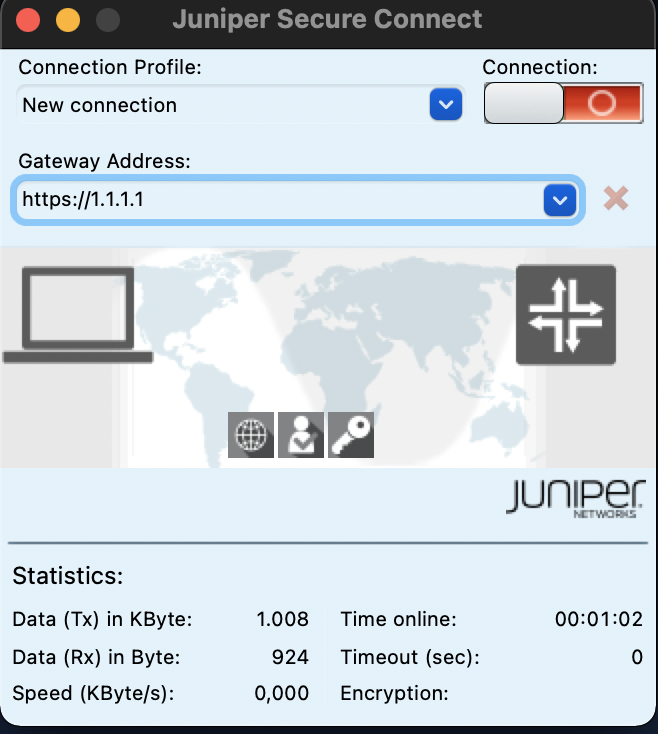 Juniper Secure Connect
Connection Profile:
Connection:
New connection
Gateway Address:
https://1.1.1.1
JUNIPEr
NETWORKS
Statistics:
Data (Tx) in KByte: 1.008 Time online: 00:01:02
Data (Rx) in Byte: 924 Timeout (sec): 0
Speed (KByte/s): 0,000 Encryption: